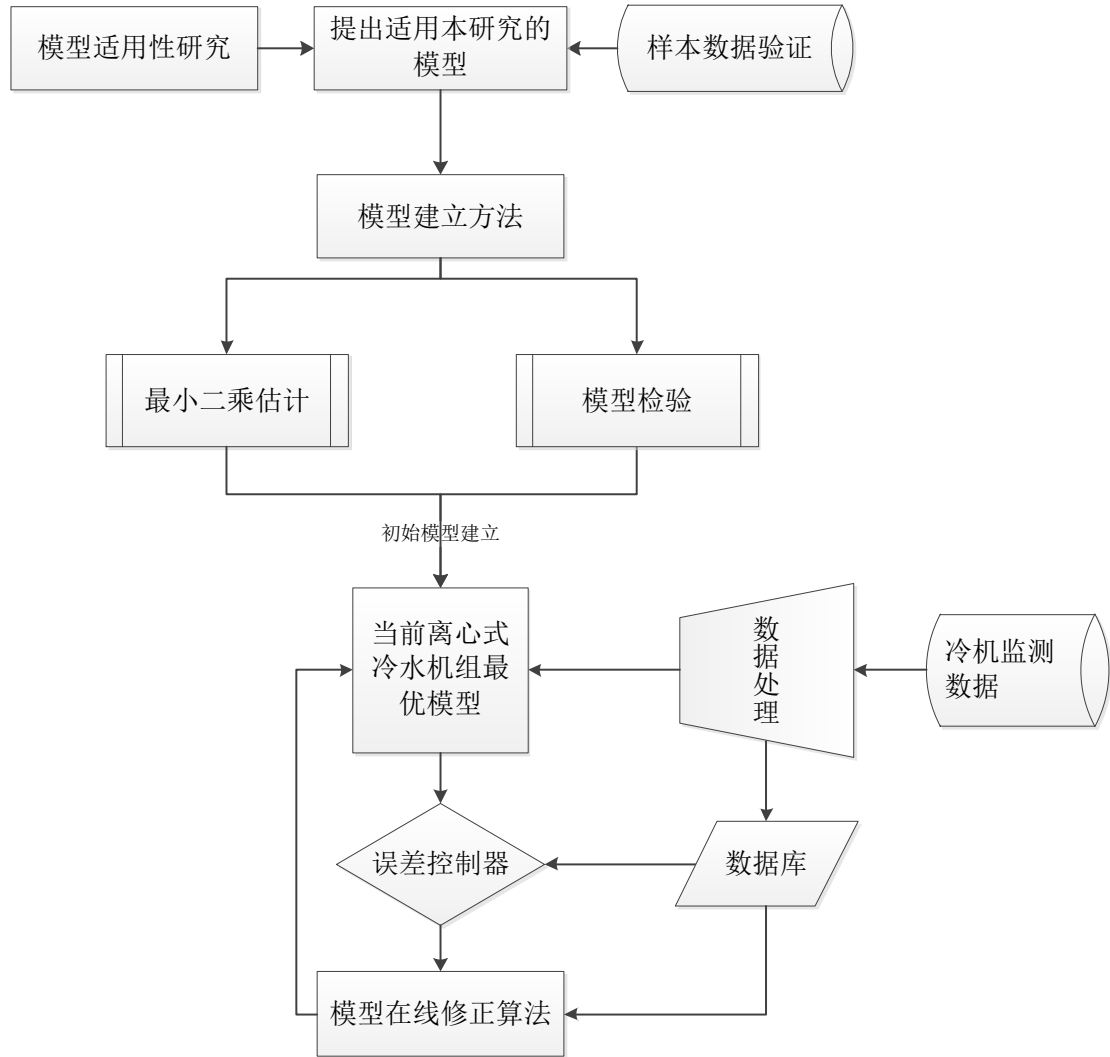 模型适用性研究
提出适用本研究的
模型
样本数据验证
模型建立方法
最小二乘估计
模型检验
初始模型建立
当前离心式
冷水机组最
优模型
数据处理
冷机监测
数据
误差控制器
数据库
模型在线修正算法